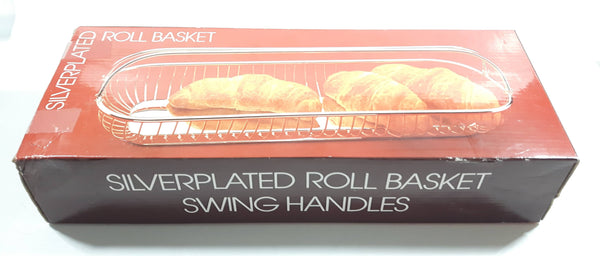 SILVERPLATED
ROLL BASKET
SILVERPLATED ROLL BASKET
SWING HANDLES